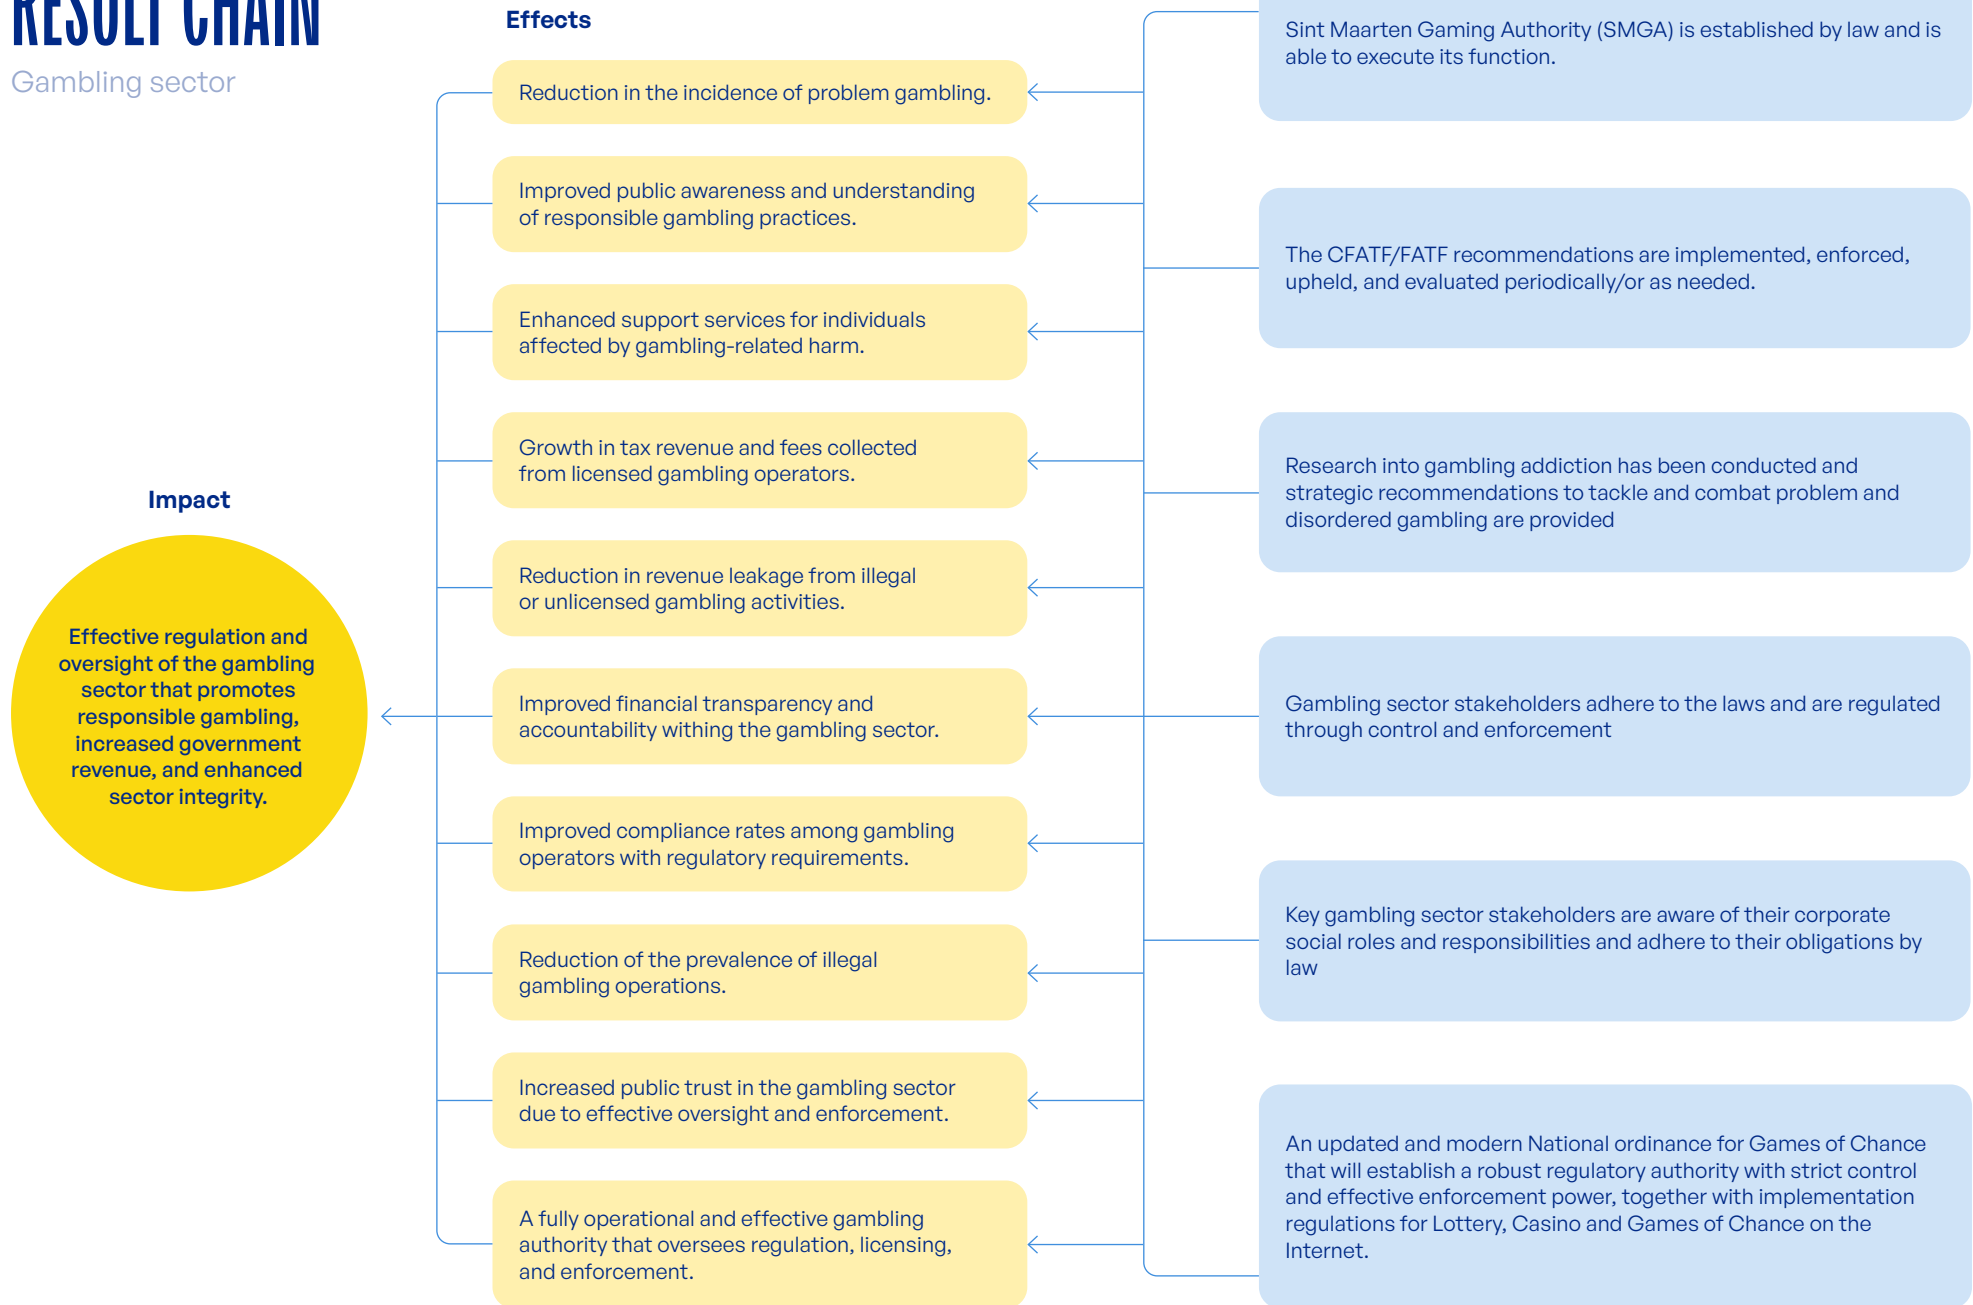 RESULT CHAIN
Gambling sector
Impact
Effective regulation and
oversight of the gambling
sector that promotes
responsible gambling,
increased government
revenue, and enhanced
sector integrity.
Effects
Reduction in the incidence of problem gambling.
Improved public awareness and understanding
of responsible gambling practices.
Enhanced support services for individuals
affected by gambling-related harm.
Growth in tax revenue and fees collected
from licensed gambling operators.
Reduction in revenue leakage from illegal
or unlicensed gambling activities.
Improved financial transparency and
accountability withing the gambling sector.
Improved compliance rates among gambling
operators with regulatory requirements.
Reduction of the prevalence of illegal
gambling operations.
Increased public trust in the gambling sector
due to effective oversight and enforcement.
A fully operational and effective gambling
authority that oversees regulation, licensing,
and enforcement.
Sint Maarten Gaming Authority (SMGA) is established by law and is
able to execute its function.
The CFATF/FATF recommendations are implemented, enforced,
upheld, and evaluated periodically/or as needed.
Research into gambling addiction has been conducted and
strategic recommendations to tackle and combat problem and
disordered gambling are provided
Gambling sector stakeholders adhere to the laws and are regulated
through control and enforcement
Key gambling sector stakeholders are aware of their corporate
social roles and responsibilities and adhere to their obligations by
law
An updated and modern National ordinance for Games of Chance
that will establish a robust regulatory authority with strict control
and effective enforcement power, together with implementation
regulations for Lottery, Casino and Games of Chance on the
Internet.